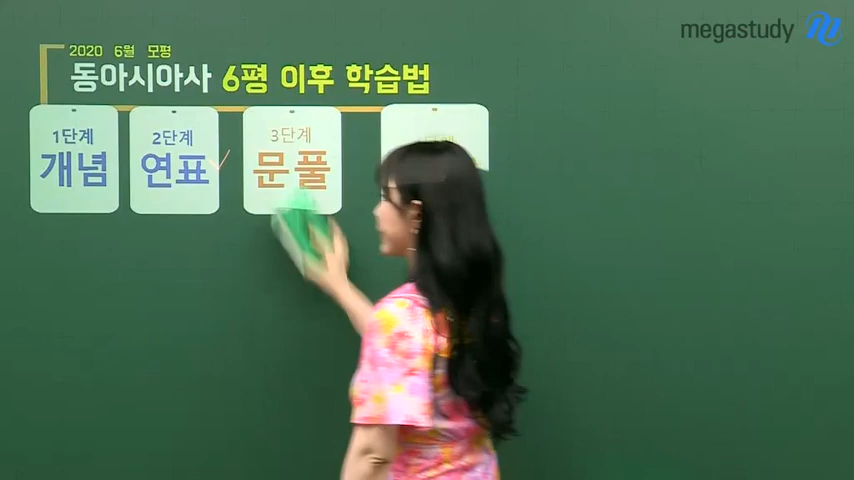 megastudy
2020 6월 모평
동아시아사 6평 이후 학습법
1단계
개념
2단계
연표
3단계
문풀